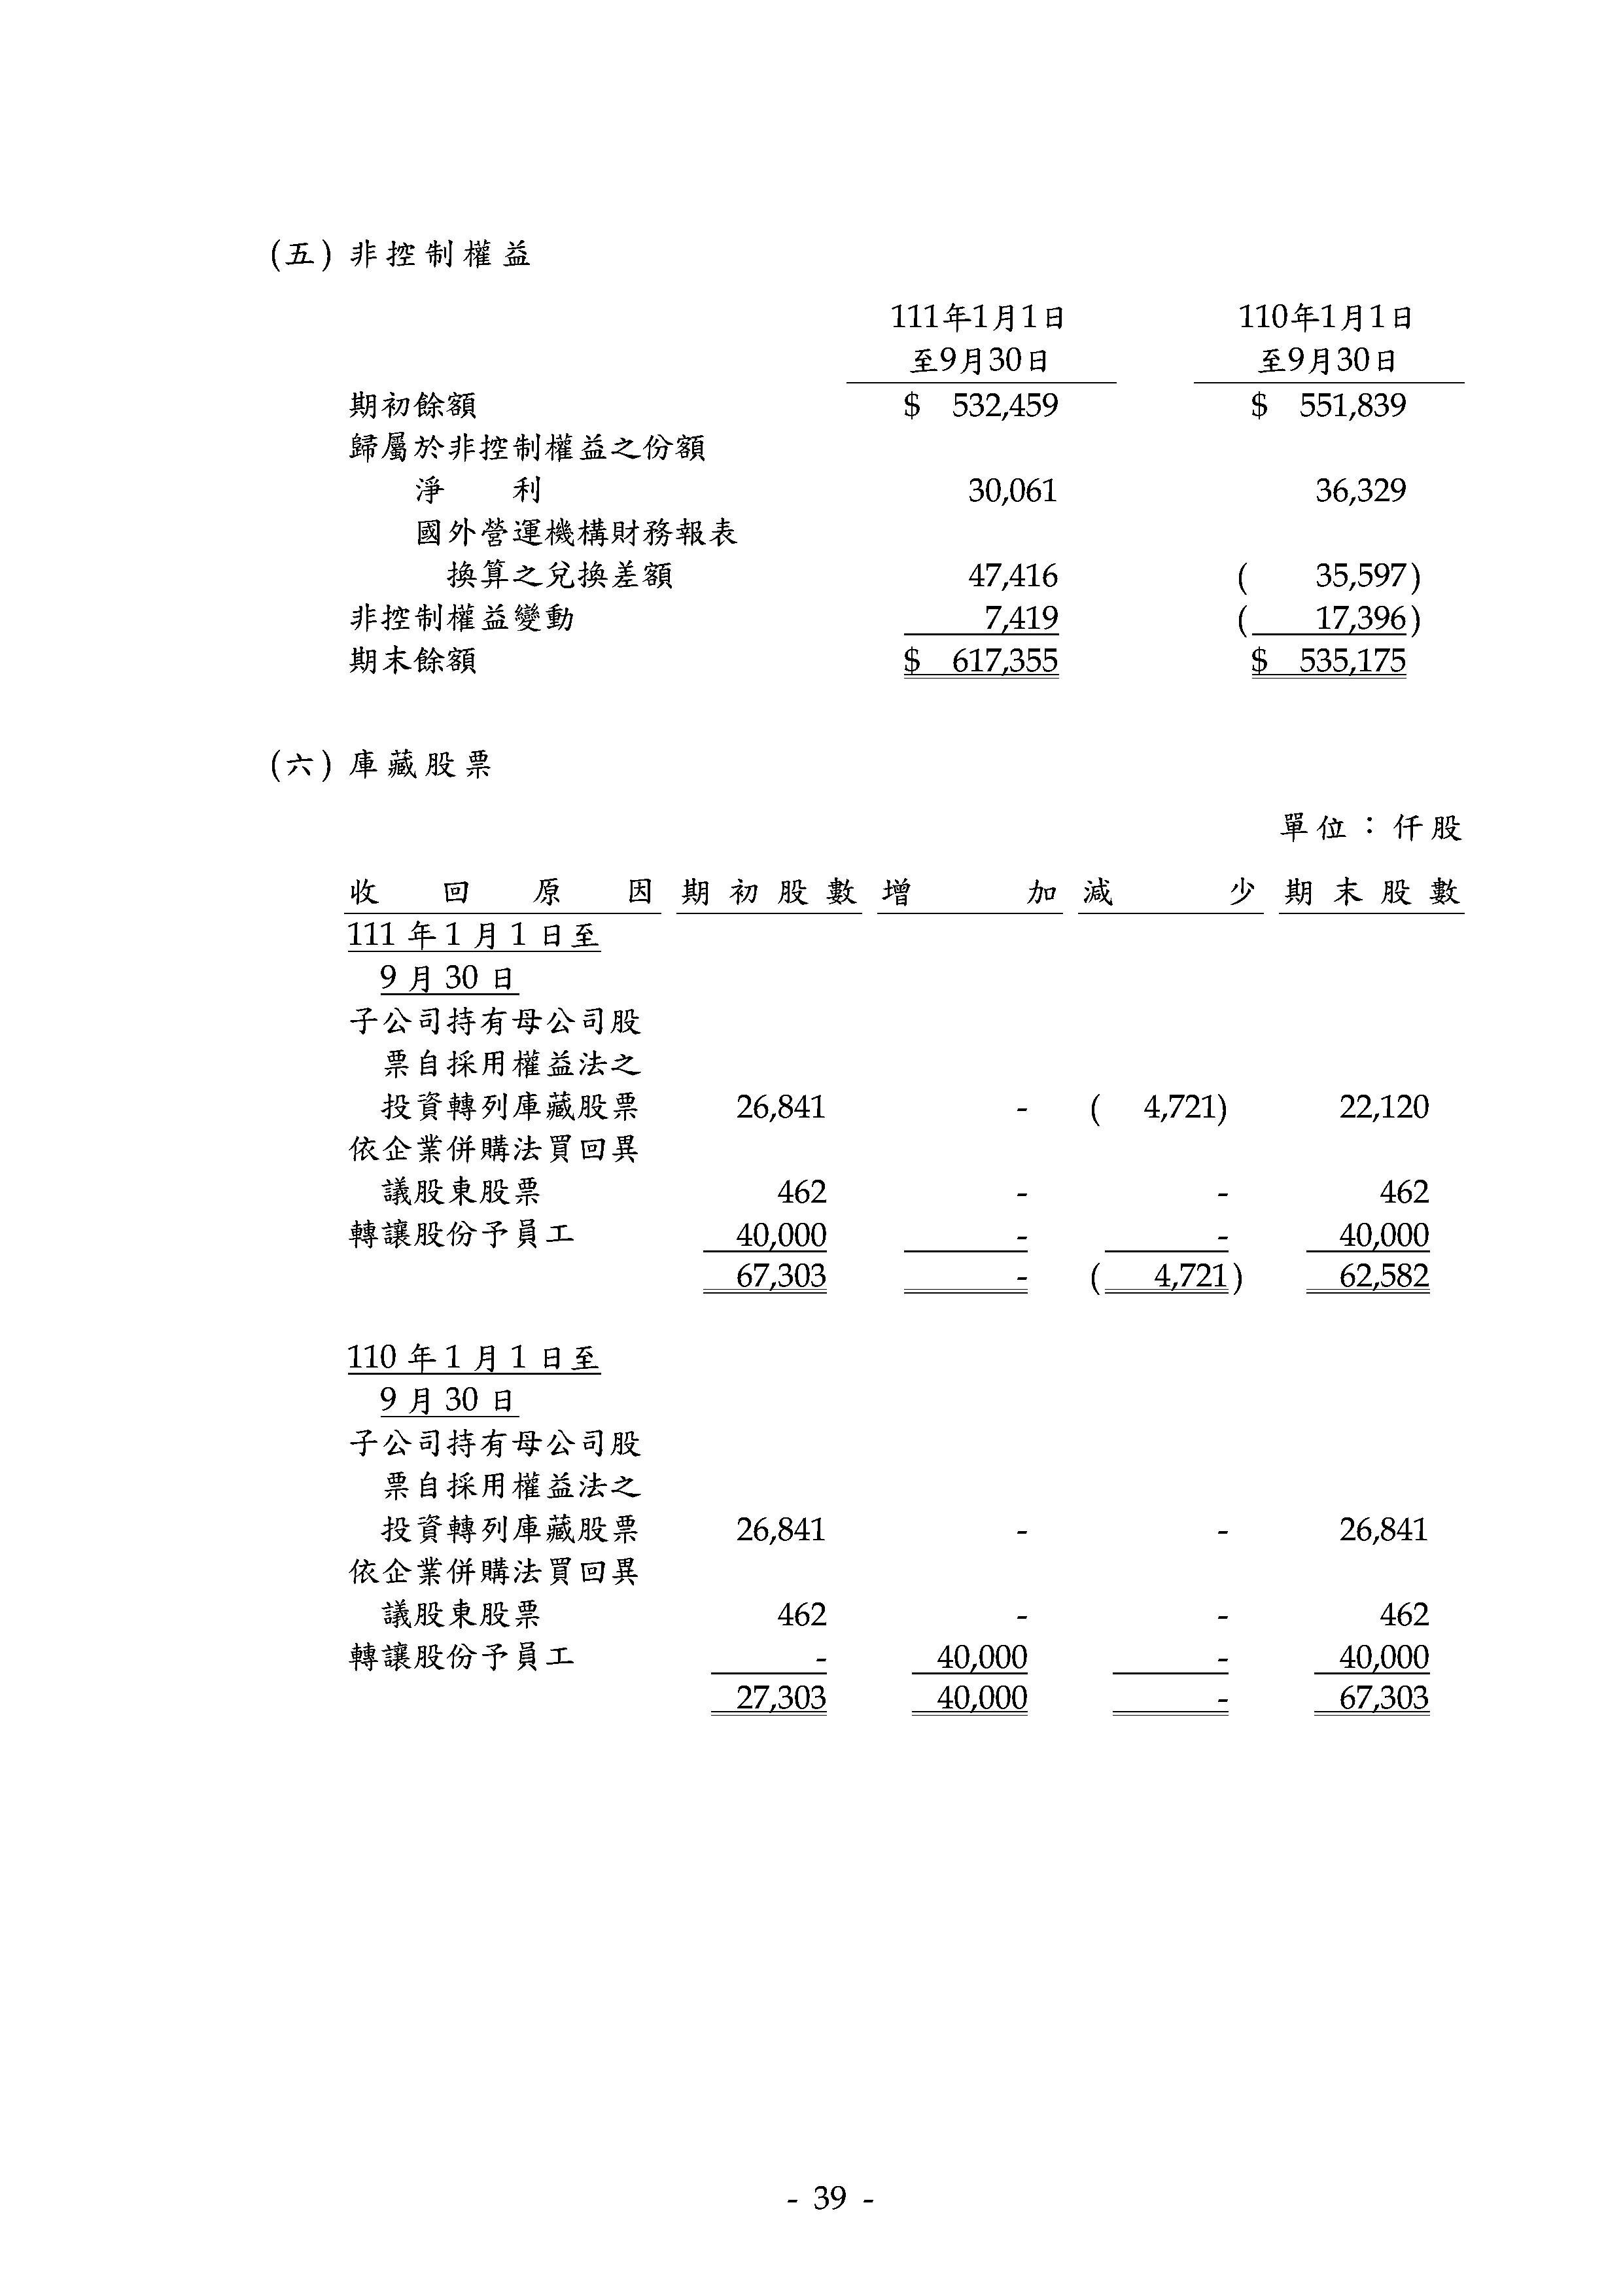 (五) 非控制權益
111年1月1日 110年1月1日
至9月30日 至9月30日
期初餘額 $ 532,459 $ 551,839
歸屬於非控制權益之份額
淨利 30,061 36,329
國外營運機構財務報表
換算之兌換差額 47,416 ( 35,597)
非控制權益變動 7,419 ( 17,396)
期末餘額 $ 617,355 $ 535,175
(六) 庫藏股票
單位：仟股
收回原因 期初股數 增加 減少 期末股數
111 年 1 月 1 日至
9 月 30 日
子公司持有母公司股
票自採用權益法之
投資轉列庫藏股票 26,841 - ( 4,721) 22,120
依企業併購法買回異
議股東股票 462 - - 462
轉讓股份予員工 40,000 - - 40,000
67,303 - ( 4,721) 62,582
110 年 1 月 1 日至
9 月 30 日
子公司持有母公司股
票自採用權益法之
投資轉列庫藏股票 26,841 - - 26,841
依企業併購法買回異
議股東股票 462 - - 462
轉讓股份予員工 - 40,000 - 40,000
27,303 40,000 - 67,303
- 39 -